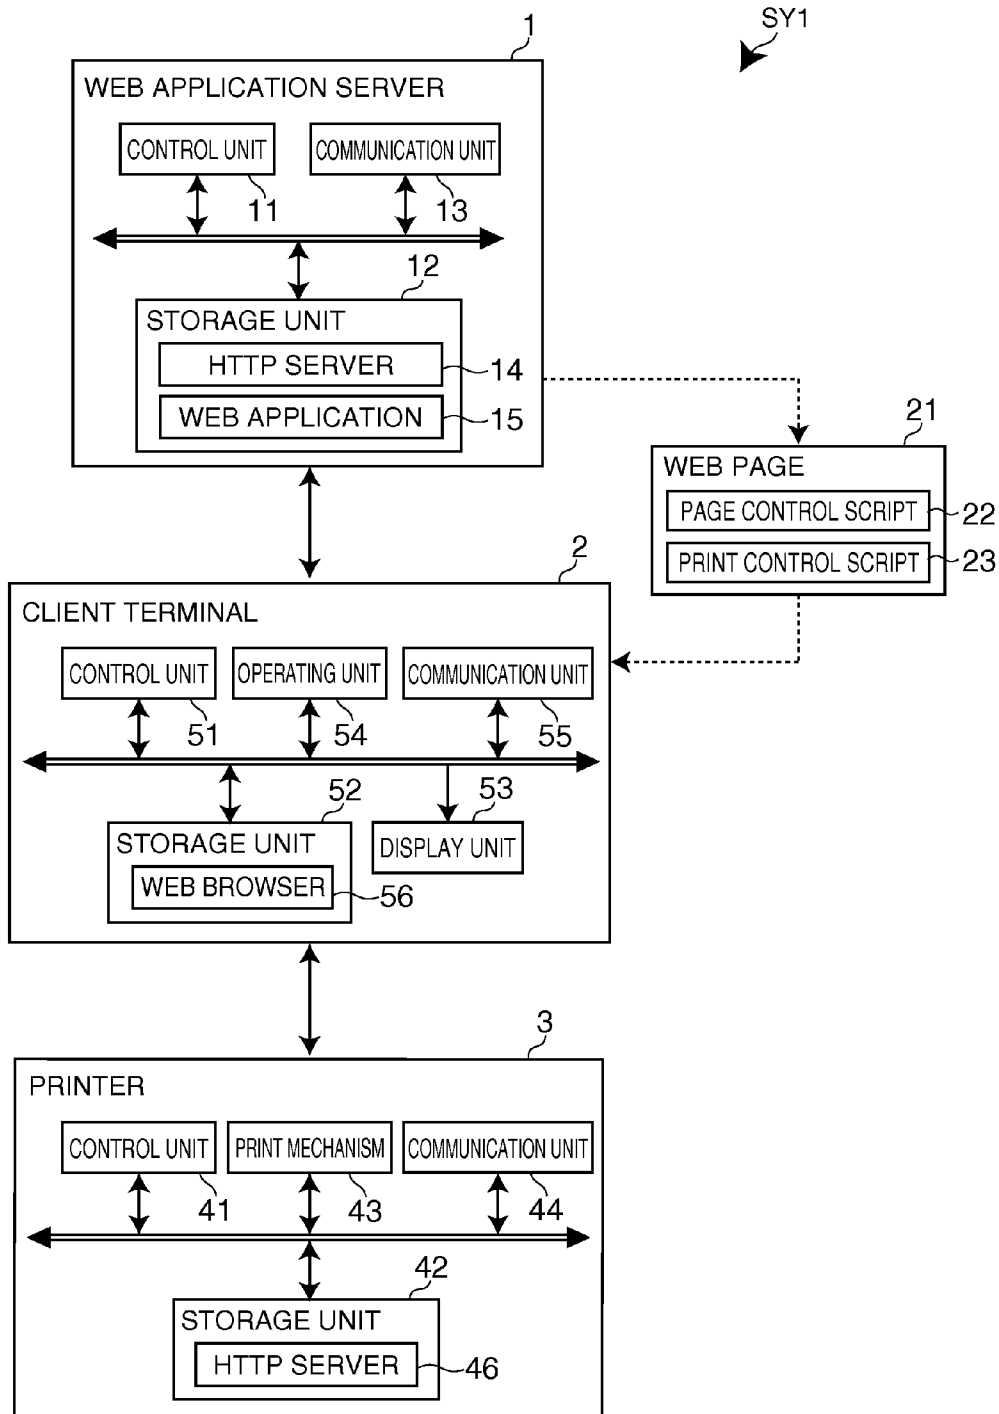 SY1
1
WEB APPLICATION SERVER
CONTROL UNIT
COMMUNICATION UNIT
11
13
12
STORAGE UNIT
HTTP SERVER
14
WEB APPLICATION
15
21
WEB PAGE
PAGE CONTROL SCRIPT
22
PRINT CONTROL SCRIPT
23
2
CLIENT TERMINAL
CONTROL UNIT
OPERATING UNIT
COMMUNICATION UNIT
51
54
55
52
53
STORAGE UNIT
DISPLAY UNIT
WEB BROWSER
56
3
PRINTER
CONTROL UNIT
PRINT MECHANISM
COMMUNICATION UNIT
41
43
44
42
STORAGE UNIT
HTTP SERVER
46